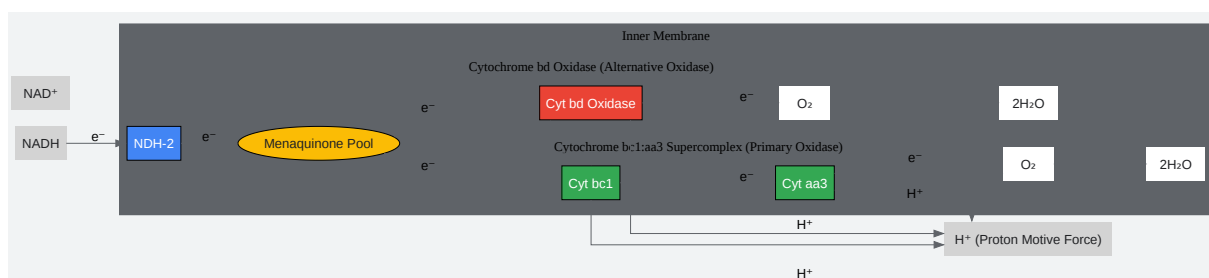 Inner Membrane
Cytochrome bd Oxidase (Alternative Oxidase)
NAD⁺
e⁻
Cyt bd Oxidase
e⁻
O₂
2H₂O
NADH
e⁻
NDH-2
e⁻
Menaquinone Pool
Cytochrome bc1:aa3 Supercomplex (Primary Oxidase)
e⁻
e⁻
O₂
2H₂O
Cyt bc1
e⁻
Cyt aa3
H⁺
H⁺
H⁺ (Proton Motive Force)
H⁺